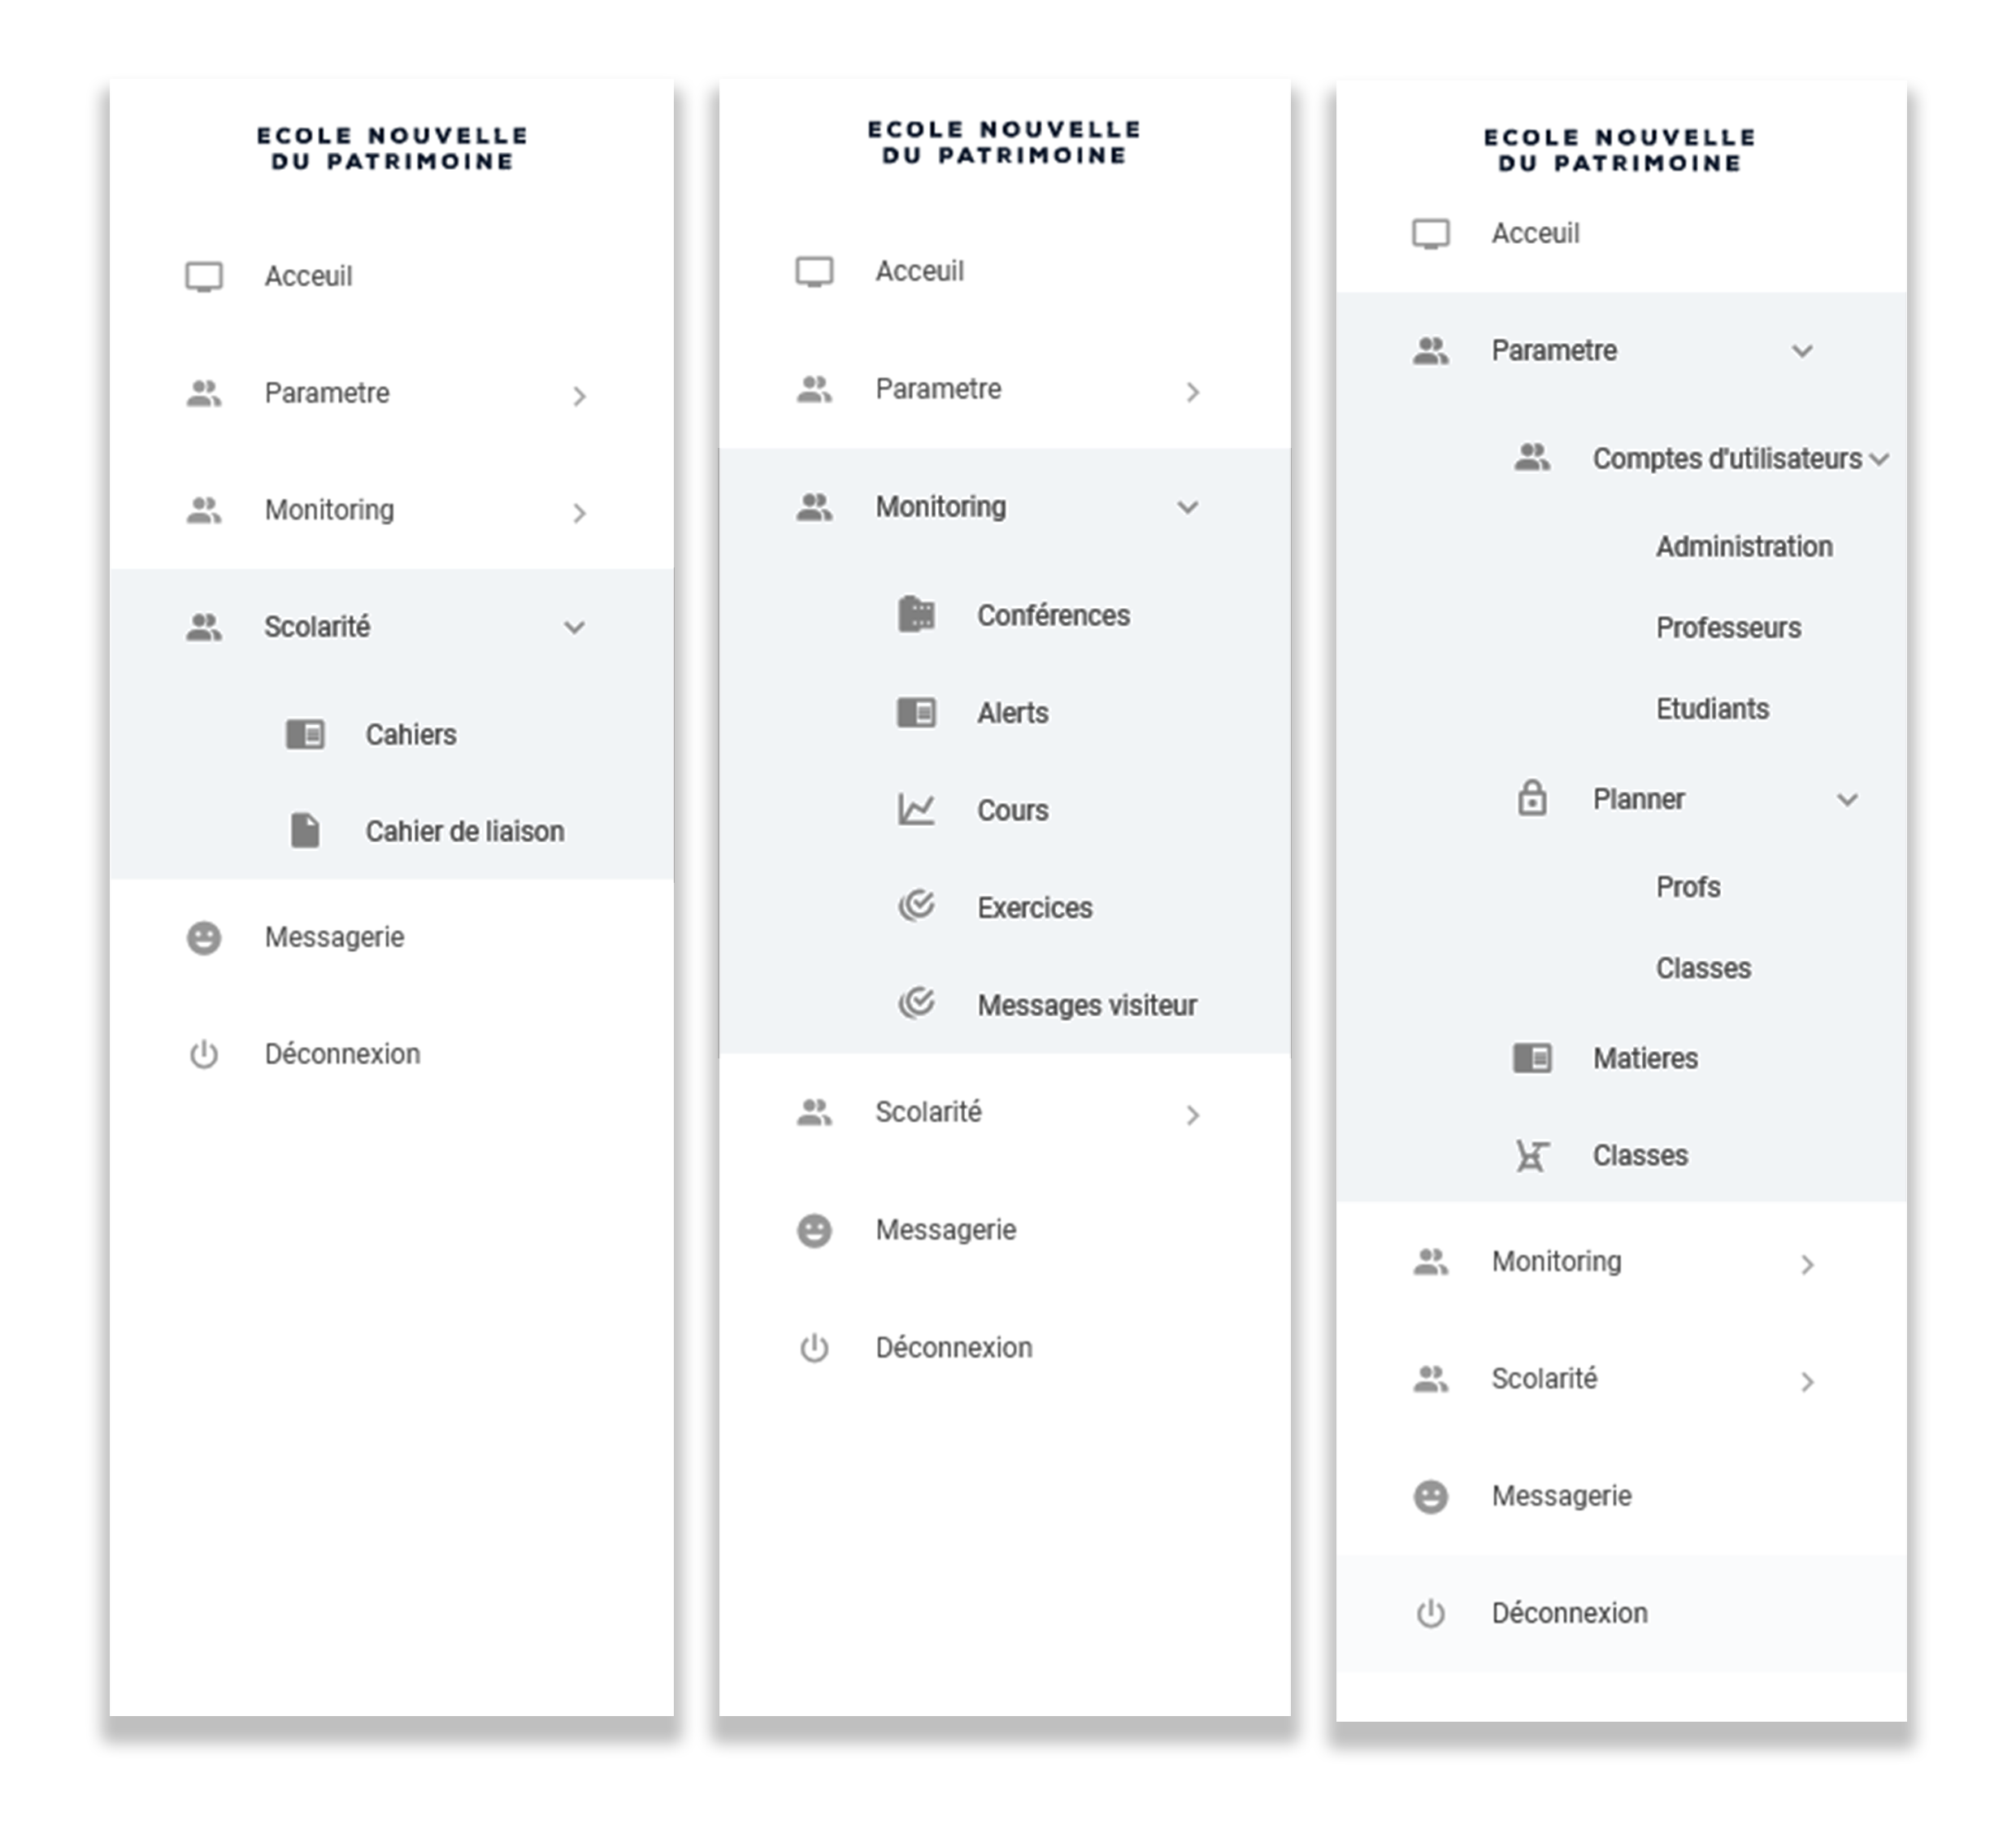 ECOLE NOUVELLE
DU PATRIMOINE
Acceuil
Parametre
Monitoring
Scolarité
Cahiers
Cahier de liaison
Messagerie
Déconnexion
ECOLE NOUVELLE
DU PATRIMOINE
Acceuil
Parametre
Monitoring
Conférences
Alerts
Cours
Exercices
Messages visiteur
Scolarité
Messagerie
Déconnexion
ECOLE NOUVELLE
DU PATRIMOINE
Acceuil
Parametre
Comptes d'utilisateurs
Administration
Professeurs
Etudiants
Planner
Profs
Classes
Matieres
Classes
Monitoring
Scolarité
Messagerie
Déconnexion